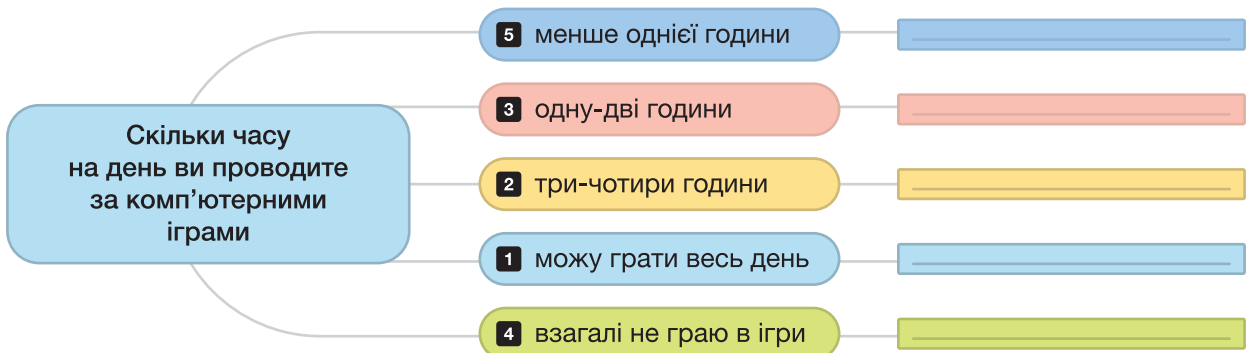 Скільки часу
на день ви проводите
за комп’ютерними
іграми
5 менше однієї години
3 одну-дві години
2 три-чотири години
1 можу грати весь день
4 взагалі не граю в ігри